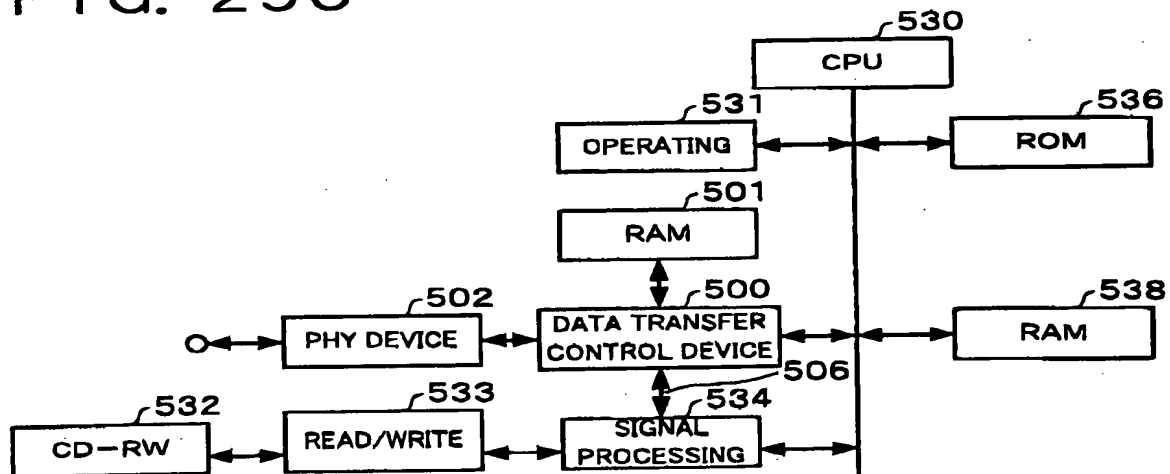 FIG.
530
CPU
531
OPERATING
536
ROM
501
RAM
502
PHY DEVICE
500
DATA TRANSFER
CONTROL DEVICE
538
RAM
506
532
CD-RW
533
READ/WRITE
534
SIGNAL
PROCESSING